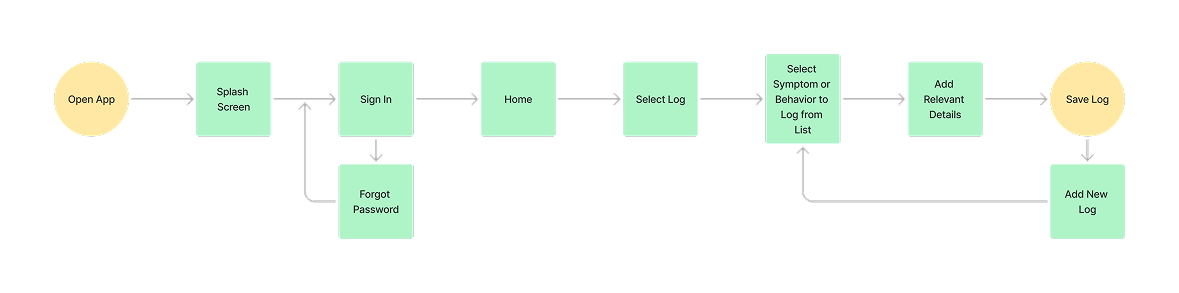 Open App
Splash
Screen
Sign In
Home
Select Log
Select
Symptom or
Behavior to
Log from
List
Add
Relevant
Details
Save Log
Forgot
Password
Add New
Log